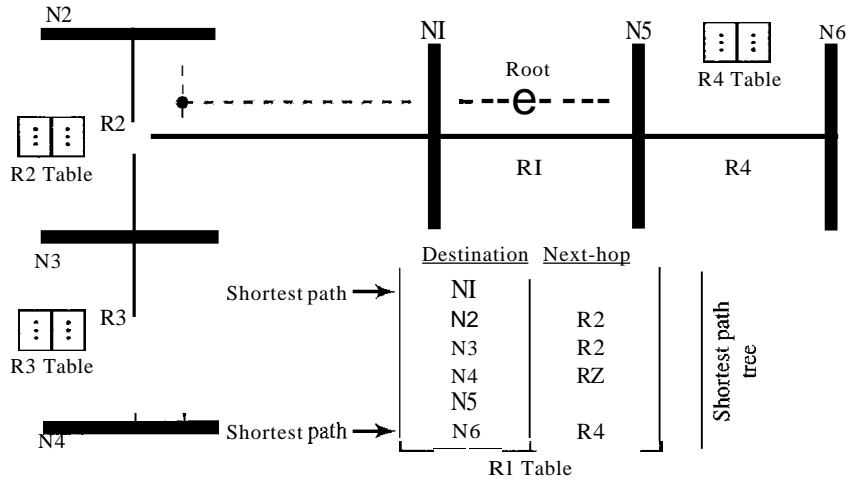 N2
NI
N5
N6
Root
e
R4 Table
R2
R2 Table
RI
R4
N3
Destination Next-hop
Shortest path
NI
N2 R2
R3
N3 R2
R3 Table
N4 RZ
N5
N4
Shortest path
N6 R4
R1 Table
Shortest path
tree